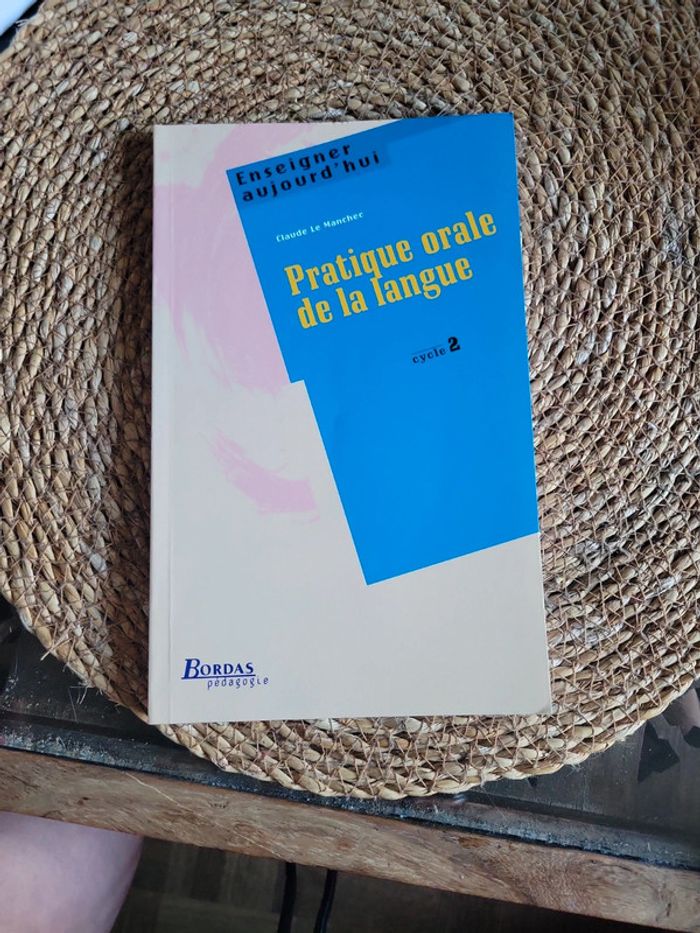 Enseigner
aujourd'hui
Claude Le Manchec
Pratique orale
de la langue
cycle 2
BORDAS
pédagogie